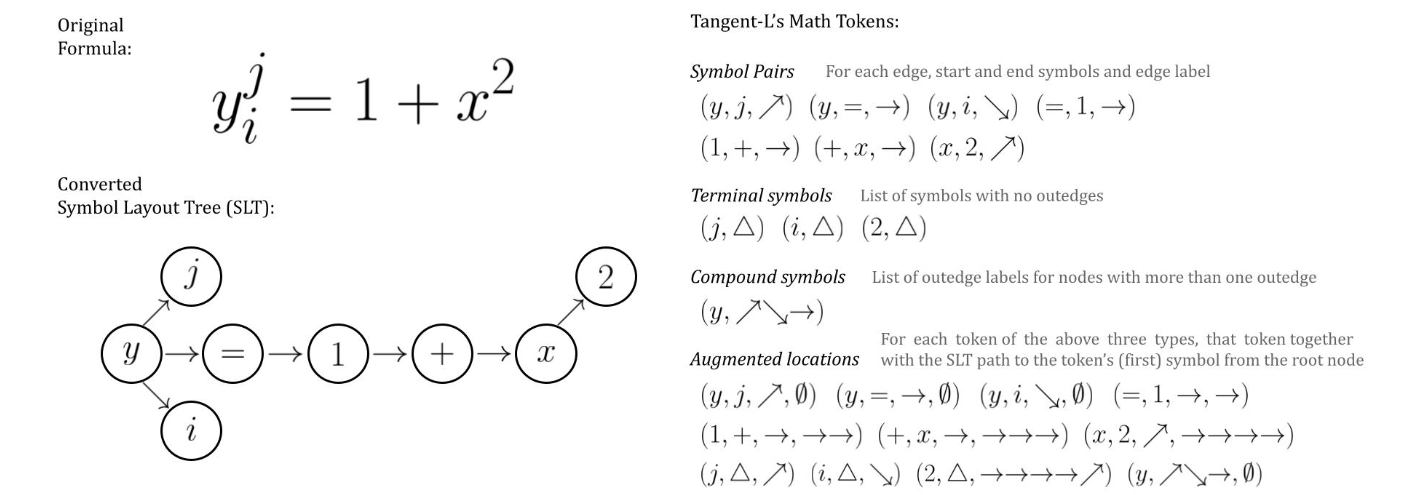 Original
Formula:
y_i^j = 1 + x^2
Converted
Symbol Layout Tree (SLT):
j
2
y → = → 1 → + → x
i
Tangent-L’s Math Tokens:
Symbol Pairs For each edge, start and end symbols and edge label
(y, j, ↗) (y, =, →) (y, i, ↘) (=, 1, →)
(1, +, →) (+, x, →) (x, 2, ↗)
Terminal symbols List of symbols with no outedges
(j, △) (i, △) (2, △)
Compound symbols List of outedge labels for nodes with more than one outedge
(y, ↗↘→)
For each token of the above three types, that token together
Augmented locations with the SLT path to the token’s (first) symbol from the root node
(y, j, ↗, ∅) (y, =, →, ∅) (y, i, ↘, ∅) (=, 1, →, →)
(1, +, →, →→) (+, x, →, →→→) (x, 2, ↗, →→→→)
(j, △, ↗) (i, △, ↘) (2, △, →→→→↗) (y, ↗↘→, ∅)